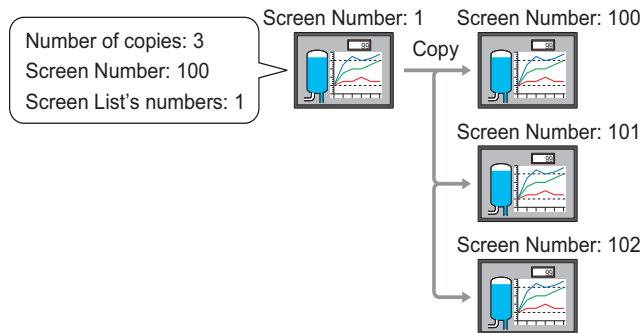 Number of copies: 3
Screen Number: 100
Screen List's numbers: 1
Screen Number: 1
Copy
Screen Number: 100
Screen Number: 101
Screen Number: 102